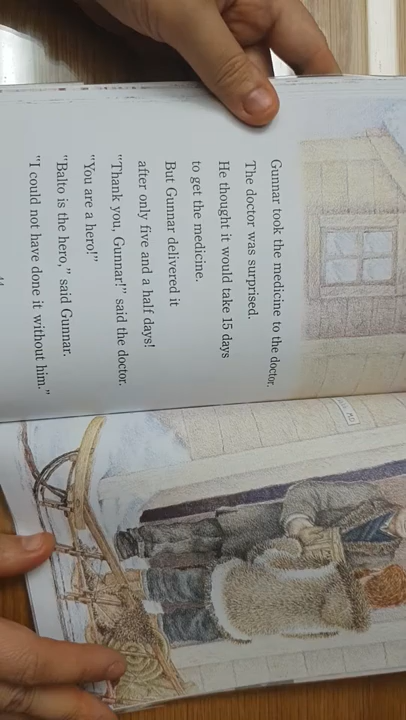 Gunnar took the medicine to the doctor.
The doctor was surprised.
He thought it would take 15 days
to get the medicine.
But Gunnar delivered it
after only five and a half days!
"Thank you, Gunnar!" said the doctor.
"You are a hero!"
"Balto is the hero," said Gunnar.
"I could not have done it without him."